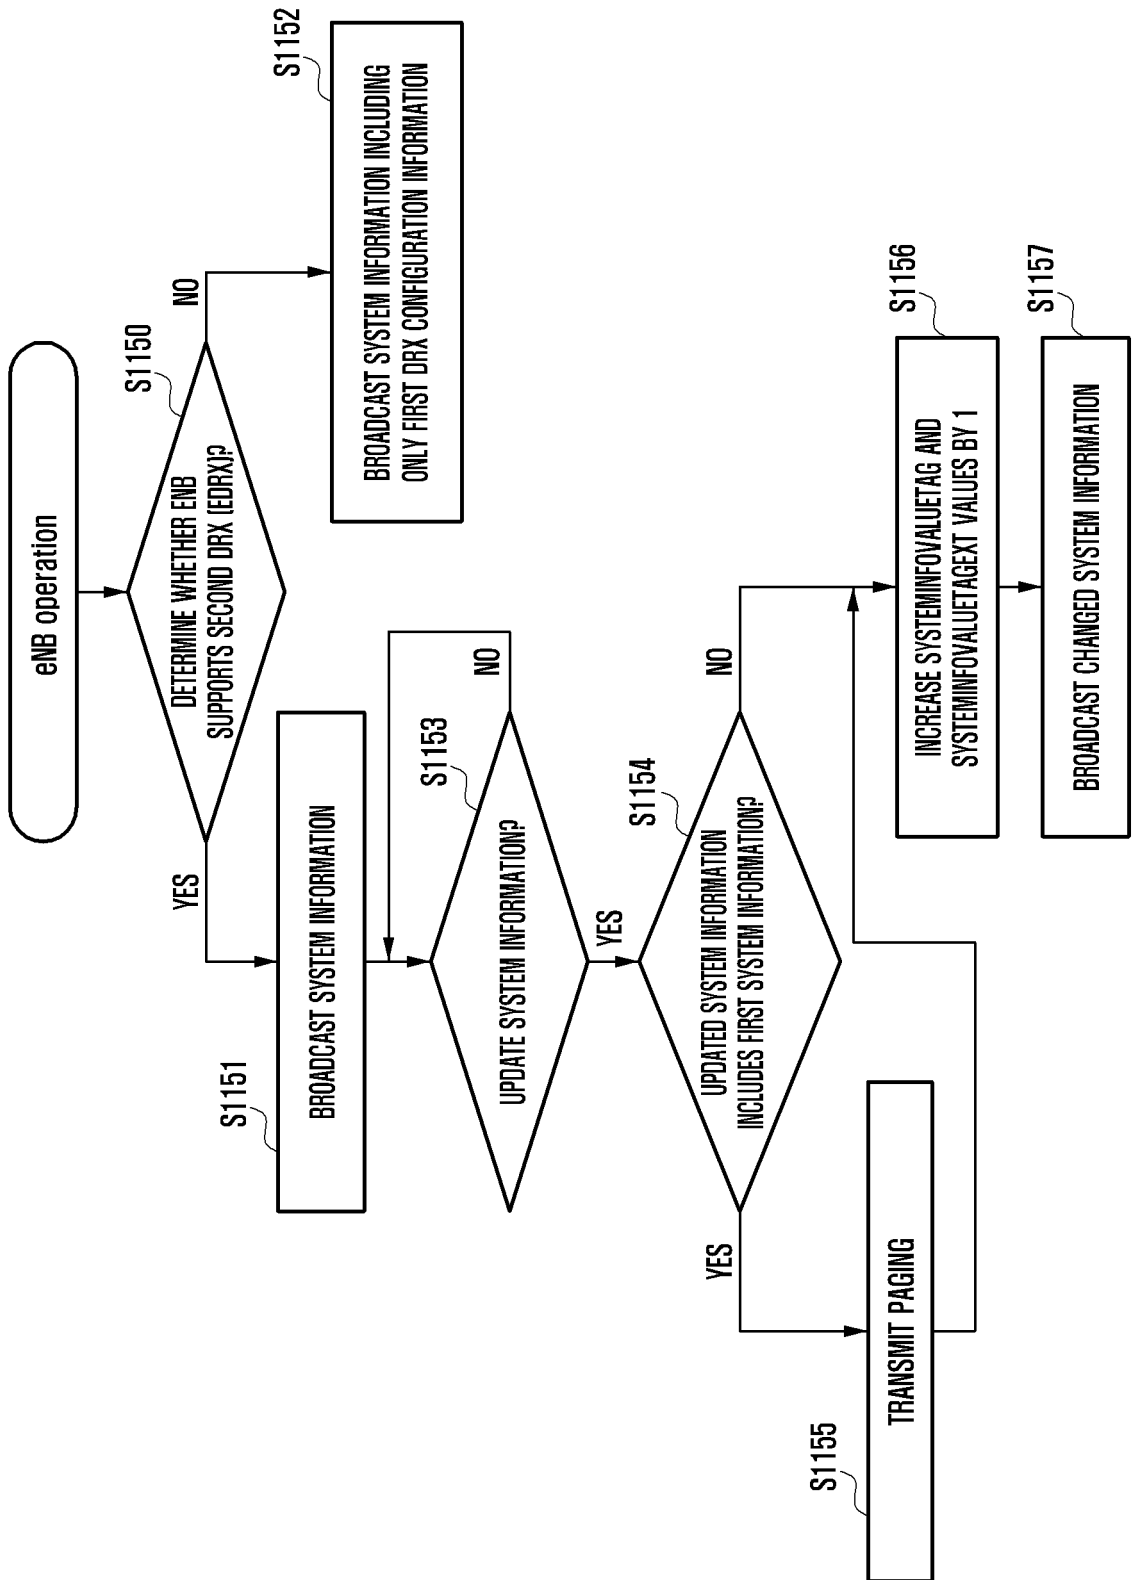 eNB operation
S1150
DETERMINE WHETHER ENB
SUPPORTS SECOND DRX (EDRX)?
YES
NO
S1151
BROADCAST SYSTEM INFORMATION
S1152
BROADCAST SYSTEM INFORMATION INCLUDING
ONLY FIRST DRX CONFIGURATION INFORMATION
S1153
UPDATE SYSTEM INFORMATION?
NO
YES
S1154
UPDATED SYSTEM INFORMATION
INCLUDES FIRST SYSTEM INFORMATION?
YES
NO
S1155
TRANSMIT PAGING
S1156
INCREASE SYSTEMINFOVALUETAG AND
SYSTEMINFOVALUETAGEXT VALUES BY 1
S1157
BROADCAST CHANGED SYSTEM INFORMATION